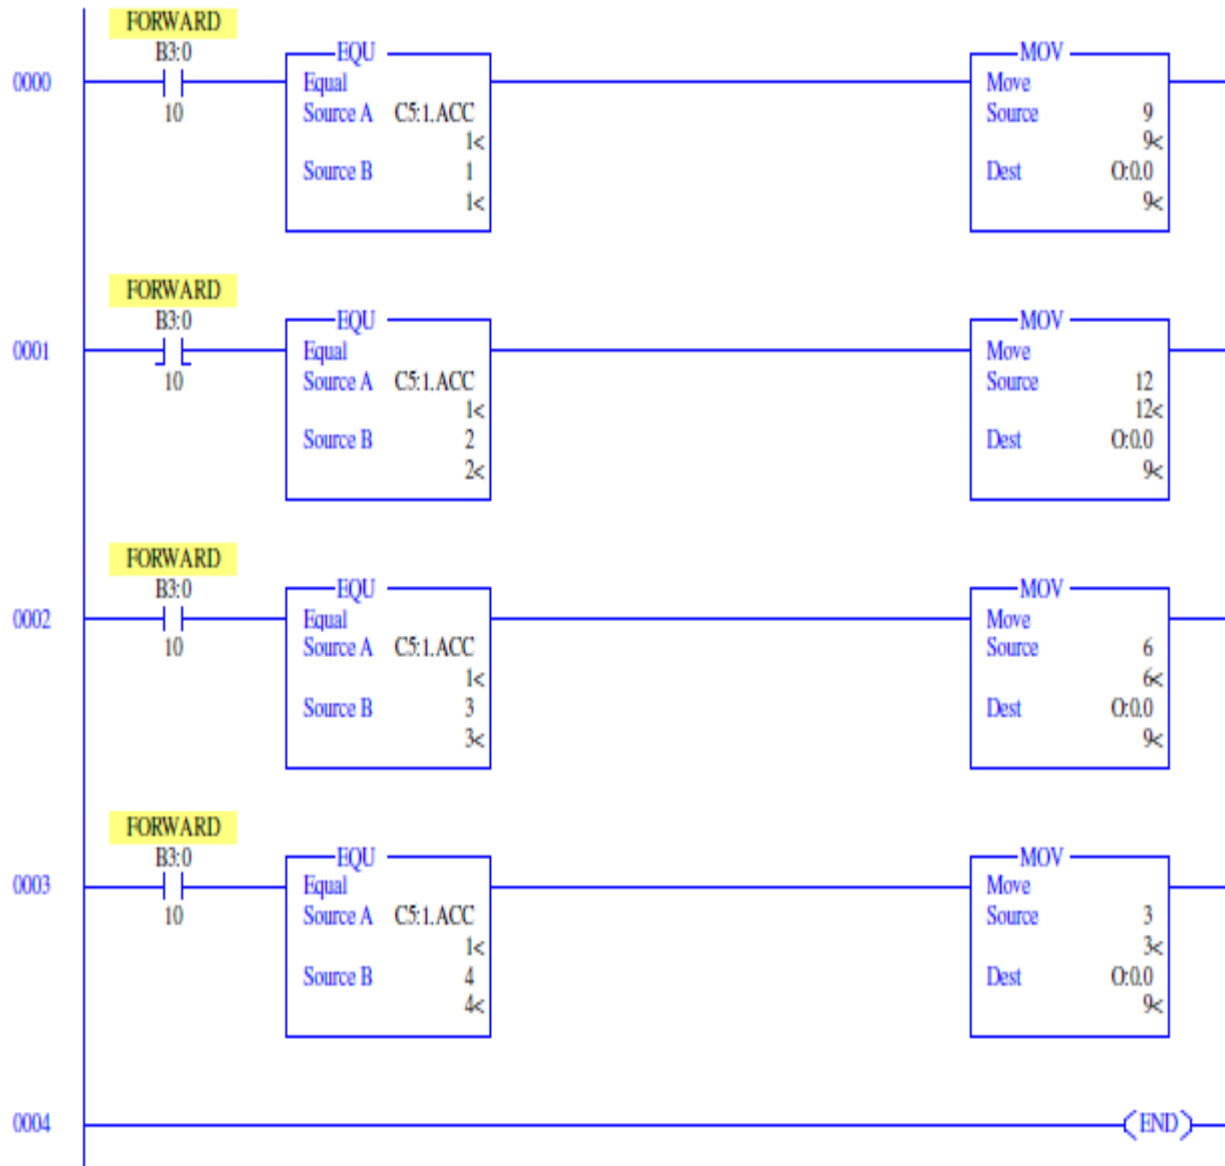 FORWARD
B3:0
EQU
MOV
0000
Equal
Move
10
Source A C5:1.ACC
Source 9
1<
9<
Source B 1
Dest O:0.0
1<
9<
FORWARD
B3:0
EQU
MOV
0001
Equal
Move
10
Source A C5:1.ACC
Source 12
1<
12<
Source B 2
Dest O:0.0
2<
9<
FORWARD
B3:0
EQU
MOV
0002
Equal
Move
10
Source A C5:1.ACC
Source 6
1<
6<
Source B 3
Dest O:0.0
3<
9<
FORWARD
B3:0
EQU
MOV
0003
Equal
Move
10
Source A C5:1.ACC
Source 3
1<
3<
Source B 4
Dest O:0.0
4<
9<
0004
END